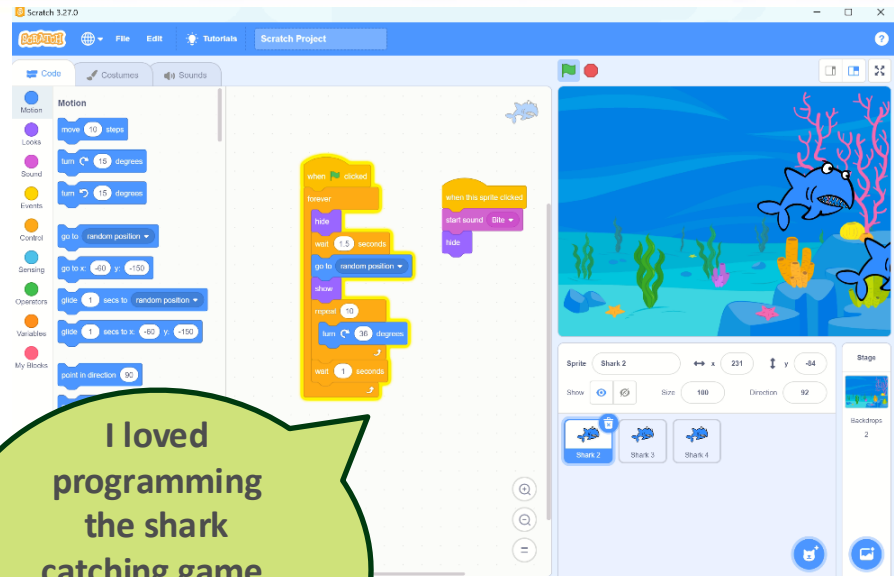 Scratch 3.27.0
SCRATCH File Edit Tutorials Scratch Project ?
Code Costumes Sounds
Motion
Looks
Sound
Events
Control
Sensing
Operators
Variables
My Blocks
Motion
move 10 steps
turn 15 degrees
turn 15 degrees
go to random position
go to x: -60 y: -150
glide 1 secs to random position
glide 1 secs to x: -60 y: -150
point in direction 90
when clicked
forever
hide
wait 1.5 seconds
go to random position
show
repeat 10
turn 36 degrees
wait 1 seconds
when this sprite clicked
start sound Bite
hide
Sprite Shark 2 x 231 y -84
Show Size 100 Direction 92
Shark 2 Shark 3 Shark 4
Stage
Backdrops
2
I loved
programming
the shark
catching game